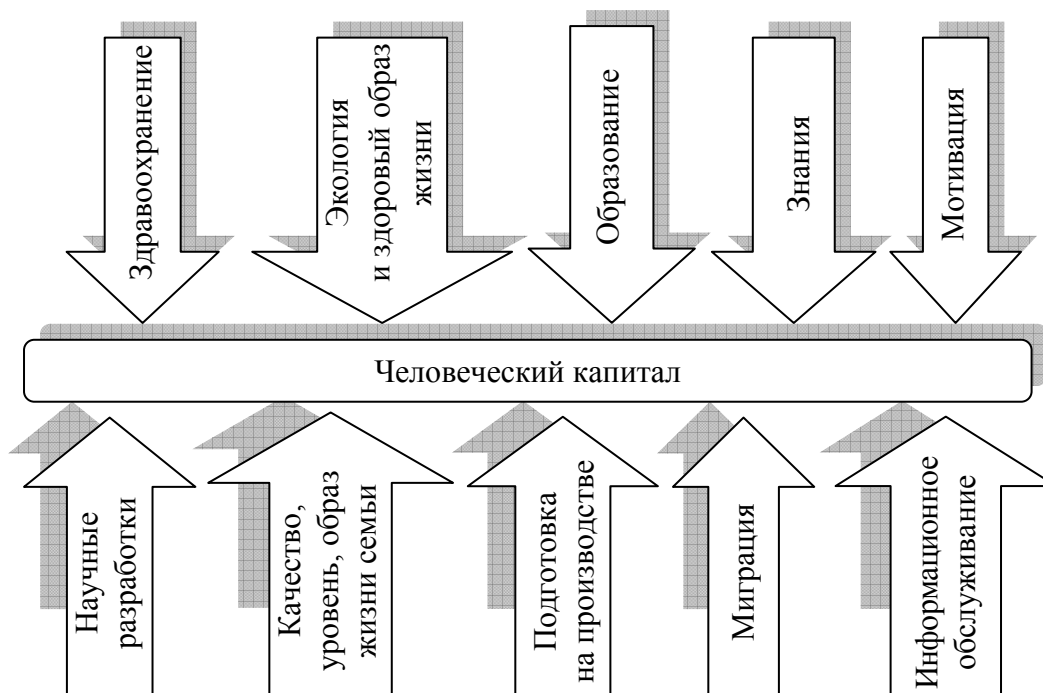 Здравоохранение
Экология
и здоровый образ
жизни
Образование
Знания
Мотивация
Человеческий капитал
Научные
разработки
Качество,
уровень, образ
жизни семьи
Подготовка
на производстве
Миграция
Информационное
обслуживание